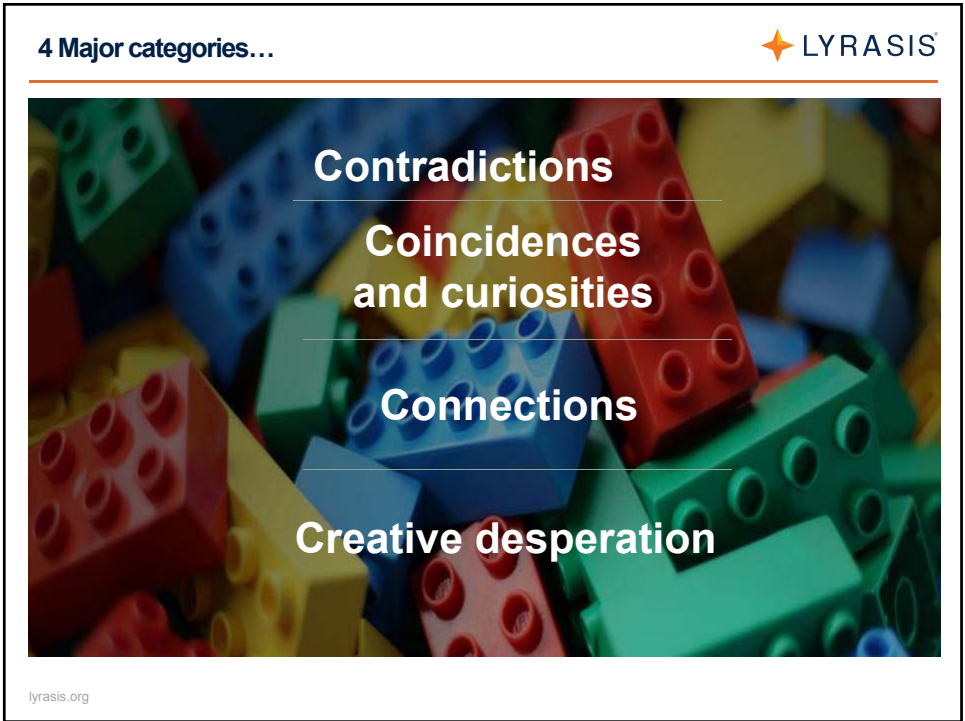 4 Major categories…
LYRASIS
Contradictions
Coincidences
and curiosities
Connections
Creative desperation
lyrasis.org